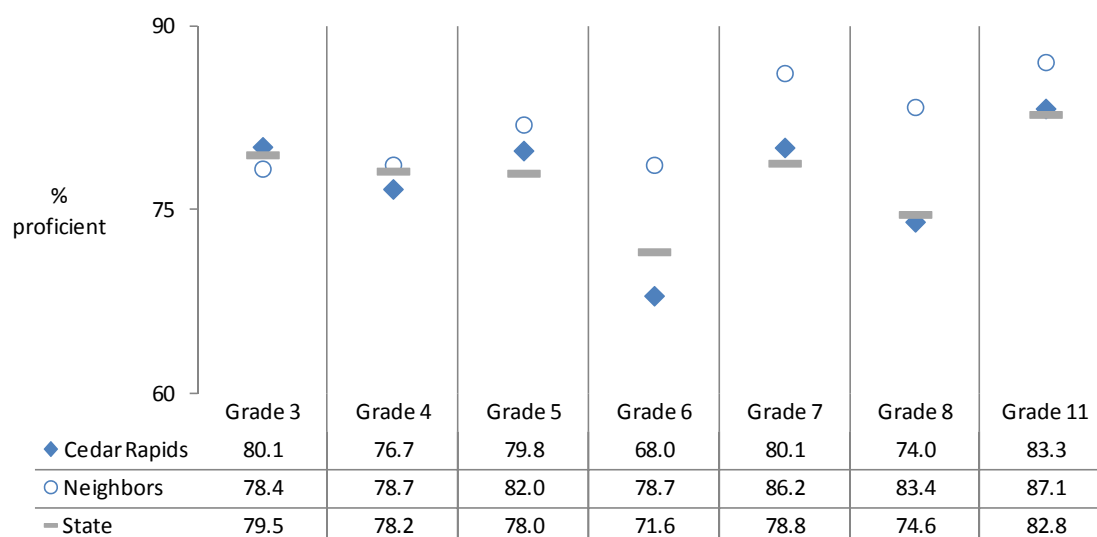 90
75
% proficient
60
Grade 3 Grade 4 Grade 5 Grade 6 Grade 7 Grade 8 Grade 11
Cedar Rapids 80.1 76.7 79.8 68.0 80.1 74.0 83.3
Neighbors 78.4 78.7 82.0 78.7 86.2 83.4 87.1
State 79.5 78.2 78.0 71.6 78.8 74.6 82.8